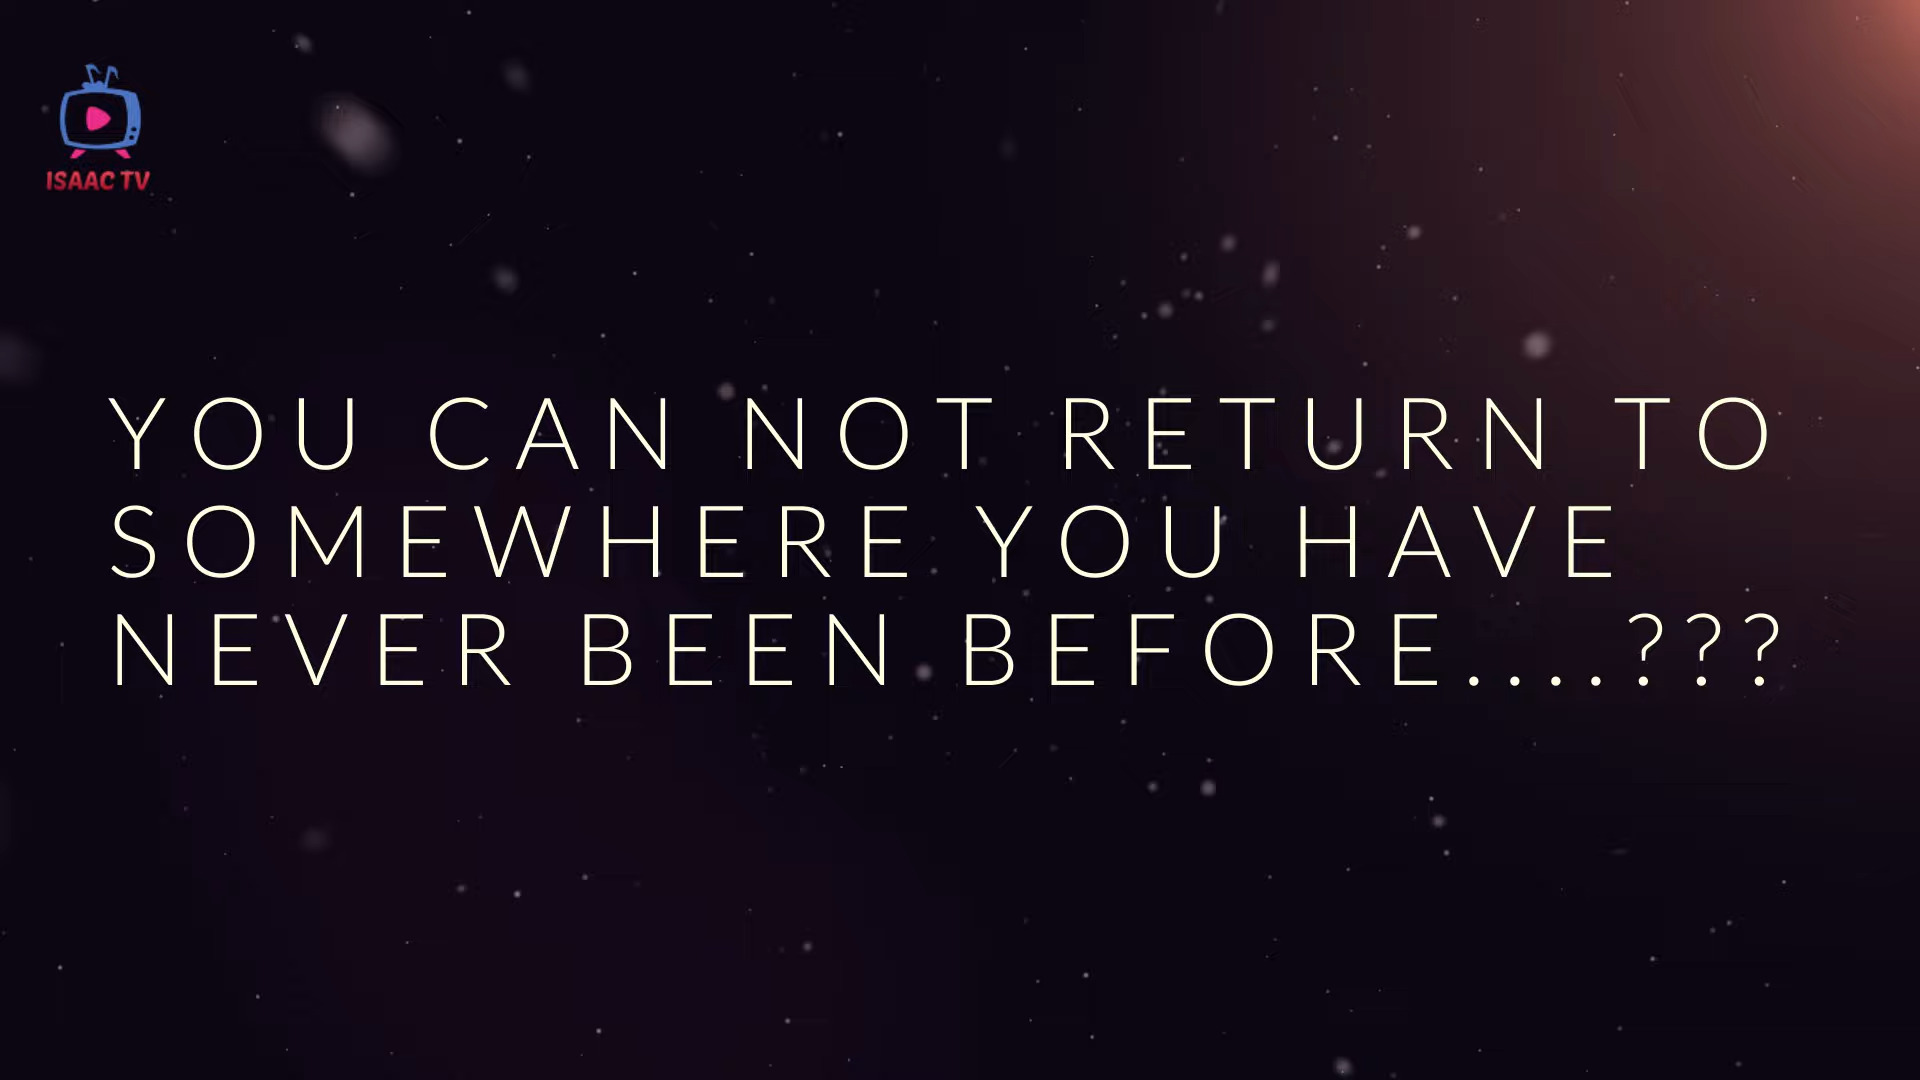 ISAAC TV
YOU CAN NOT RETURN TO
SOMEWHERE YOU HAVE
NEVER BEEN BEFORE....???